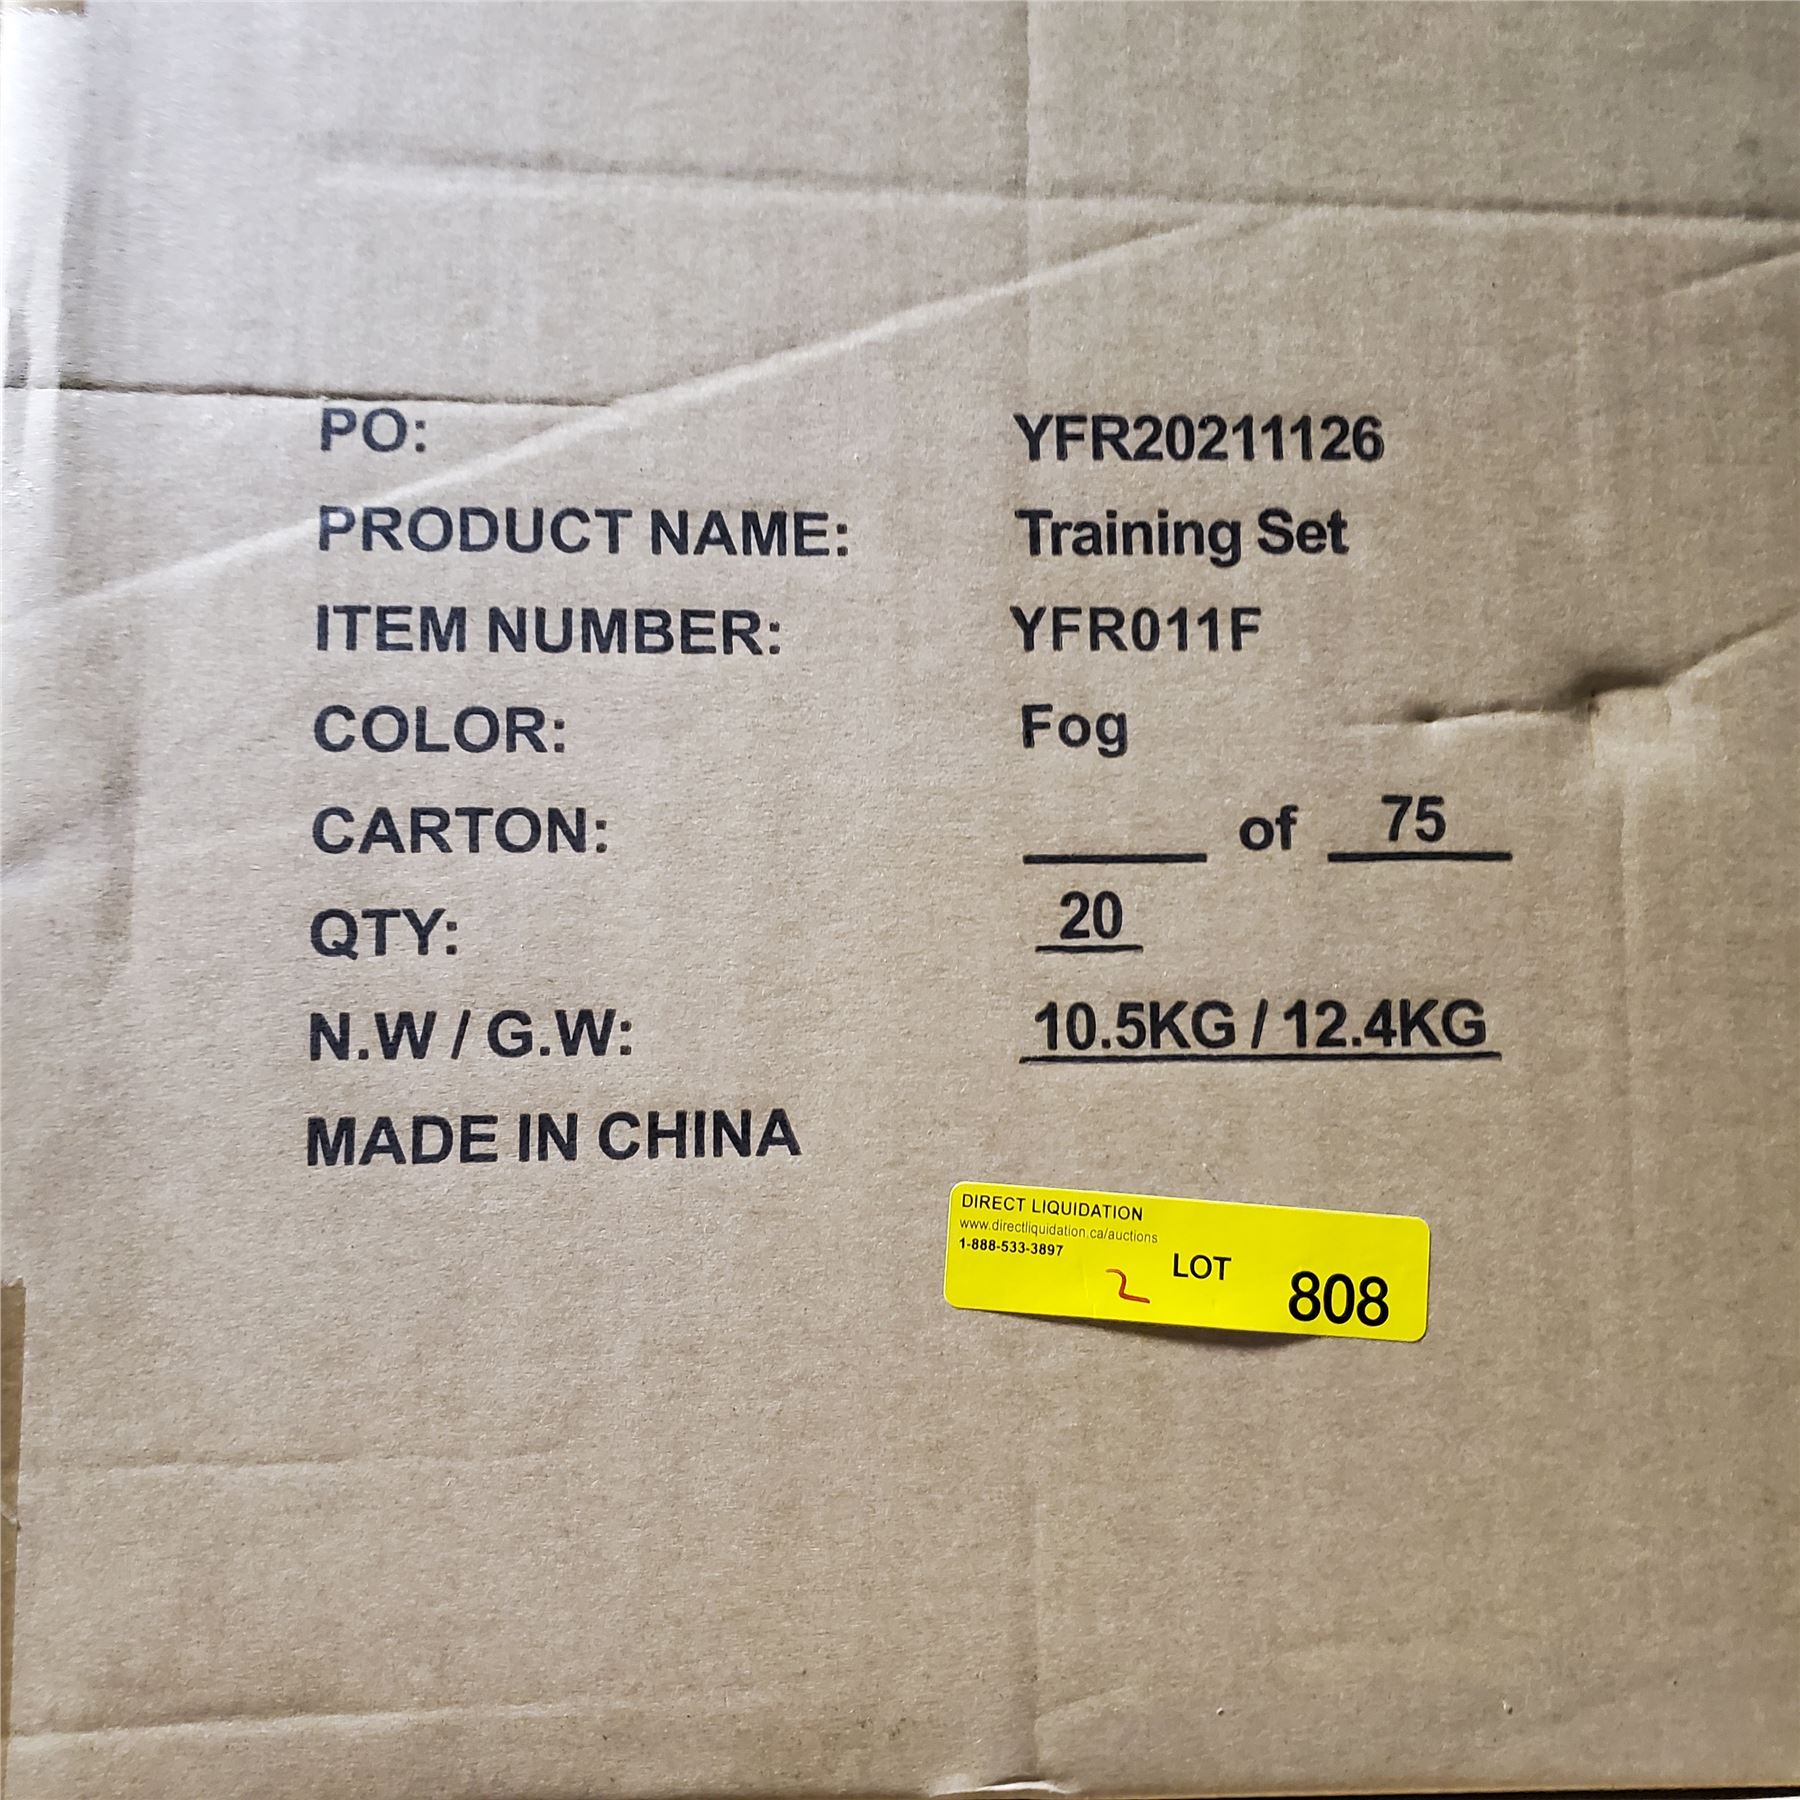 PO: YFR20211126
PRODUCT NAME: Training Set
ITEM NUMBER: YFR011F
COLOR: Fog
CARTON: ______ of 75
QTY: 20
N.W / G.W: 10.5KG / 12.4KG
MADE IN CHINA
DIRECT LIQUIDATION
www.directliquidation.ca/auctions
1-888-533-3897
2 LOT 808